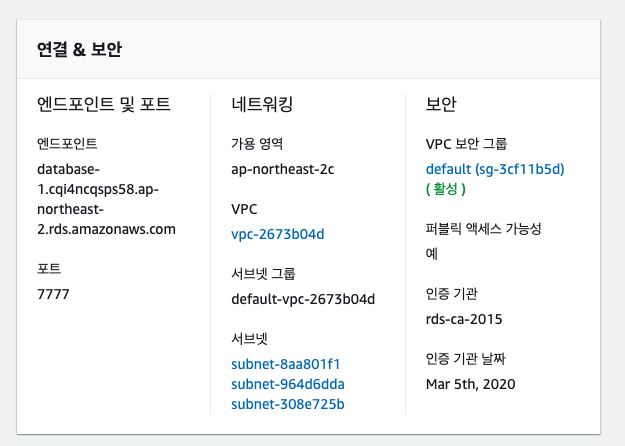 연결 & 보안
엔드포인트 및 포트
엔드포인트
database-
1.cqi4ncqsps58.ap-
northeast-
2.rds.amazonaws.com
포트
7777
네트워킹
가용 영역
ap-northeast-2c
VPC
vpc-2673b04d
서브넷 그룹
default-vpc-2673b04d
서브넷
subnet-8aa801f1
subnet-964d6dda
subnet-308e725b
보안
VPC 보안 그룹
default (sg-3cf11b5d)
( 활성 )
퍼블릭 액세스 가능성
예
인증 기관
rds-ca-2015
인증 기관 날짜
Mar 5th, 2020